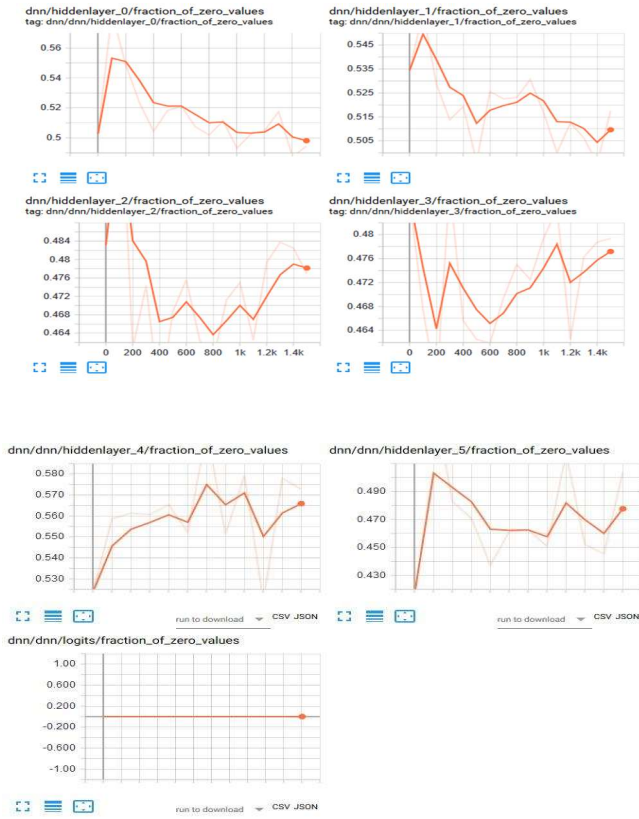 dnn/hiddenlayer_0/fraction_of_zero_values
tag: dnn/dnn/hiddenlayer_0/fraction_of_zero_values
0.56
0.54
0.52
0.5
dnn/hiddenlayer_1/fraction_of_zero_values
tag: dnn/dnn/hiddenlayer_1/fraction_of_zero_values
0.545
0.535
0.525
0.515
0.505
dnn/hiddenlayer_2/fraction_of_zero_values
tag: dnn/dnn/hiddenlayer_2/fraction_of_zero_values
0.484
0.48
0.476
0.472
0.468
0.464
0 200 400 600 800 1k 1.2k 1.4k
dnn/hiddenlayer_3/fraction_of_zero_values
tag: dnn/dnn/hiddenlayer_3/fraction_of_zero_values
0.48
0.476
0.472
0.468
0.464
0 200 400 600 800 1k 1.2k 1.4k
dnn/dnn/hiddenlayer_4/fraction_of_zero_values
0.580
0.570
0.560
0.550
0.540
0.530
run to download CSV JSON
dnn/dnn/hiddenlayer_5/fraction_of_zero_values
0.490
0.470
0.450
0.430
run to download CSV JSON
dnn/dnn/logits/fraction_of_zero_values
1.00
0.600
0.200
-0.200
-0.600
-1.00
run to download CSV JSON